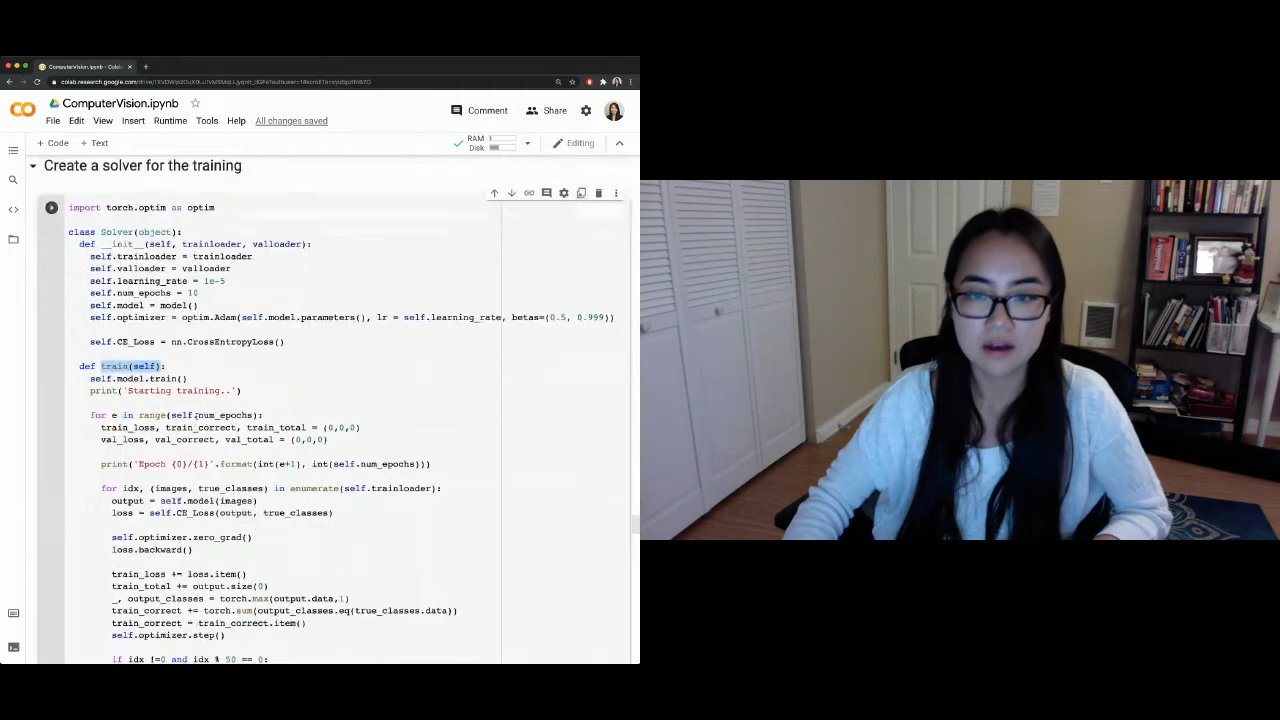 ComputerVision.ipynb - Colab
ComputerVision.ipynb
File Edit View Insert Runtime Tools Help All changes saved
Comment
Share
+ Code + Text
RAM
Disk
Editing
Create a solver for the training
import torch.optim as optim
class Solver(object):
def __init__(self, trainloader, valloader):
self.trainloader = trainloader
self.valloader = valloader
self.learning_rate = 1e-5
self.num_epochs = 10
self.model = model()
self.optimizer = optim.Adam(self.model.parameters(), lr = self.learning_rate, betas=(0.5, 0.999))
self.CE_Loss = nn.CrossEntropyLoss()
def train(self):
self.model.train()
print('Starting training..')
for e in range(self.num_epochs):
train_loss, train_correct, train_total = (0,0,0)
val_loss, val_correct, val_total = (0,0,0)
print('Epoch {0}/{1}'.format(int(e+1), int(self.num_epochs)))
for idx, (images, true_classes) in enumerate(self.trainloader):
output = self.model(images)
loss = self.CE_Loss(output, true_classes)
self.optimizer.zero_grad()
loss.backward()
train_loss += loss.item()
train_total += output.size(0)
_, output_classes = torch.max(output.data,1)
train_correct += torch.sum(output_classes.eq(true_classes.data))
train_correct = train_correct.item()
self.optimizer.step()
if idx !=0 and idx % 50 == 0: